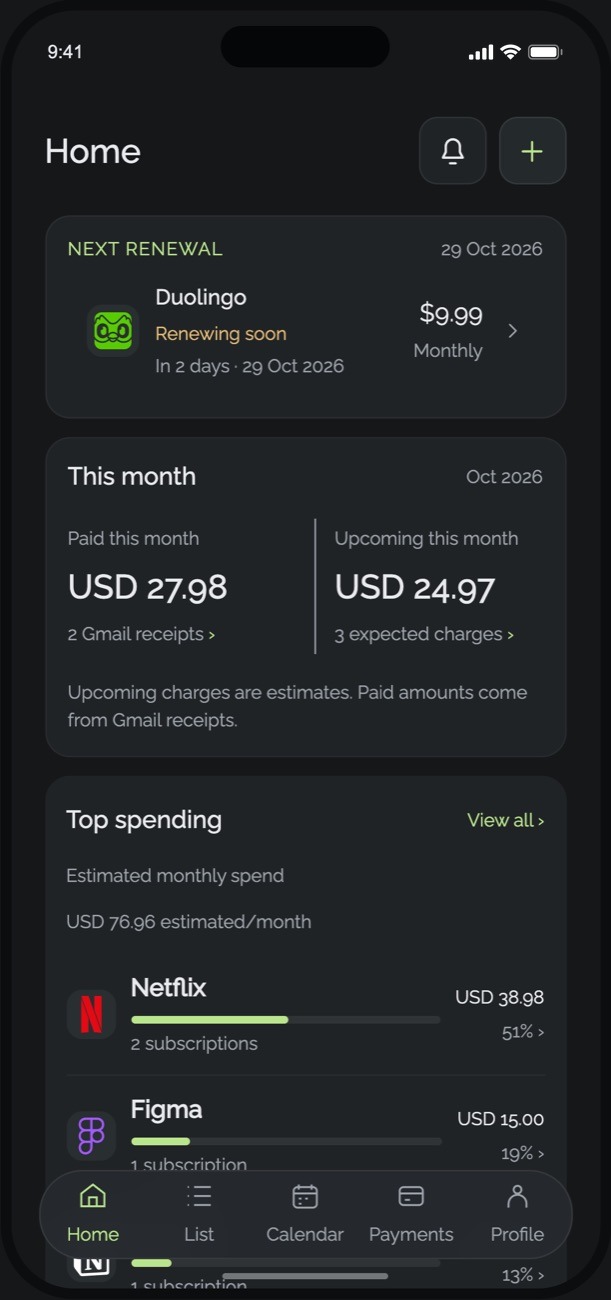 9:41
Home
NEXT RENEWAL
29 Oct 2026
Duolingo
Renewing soon
In 2 days · 29 Oct 2026
$9.99
Monthly
This month
Oct 2026
Paid this month
USD 27.98
2 Gmail receipts ›
Upcoming this month
USD 24.97
3 expected charges ›
Upcoming charges are estimates. Paid amounts come
from Gmail receipts.
Top spending
View all ›
Estimated monthly spend
USD 76.96 estimated/month
Netflix
USD 38.98
2 subscriptions
51% ›
Figma
USD 15.00
1 subscription
19% ›
Home
List
Calendar
Payments
Profile
1 subscription
13% ›